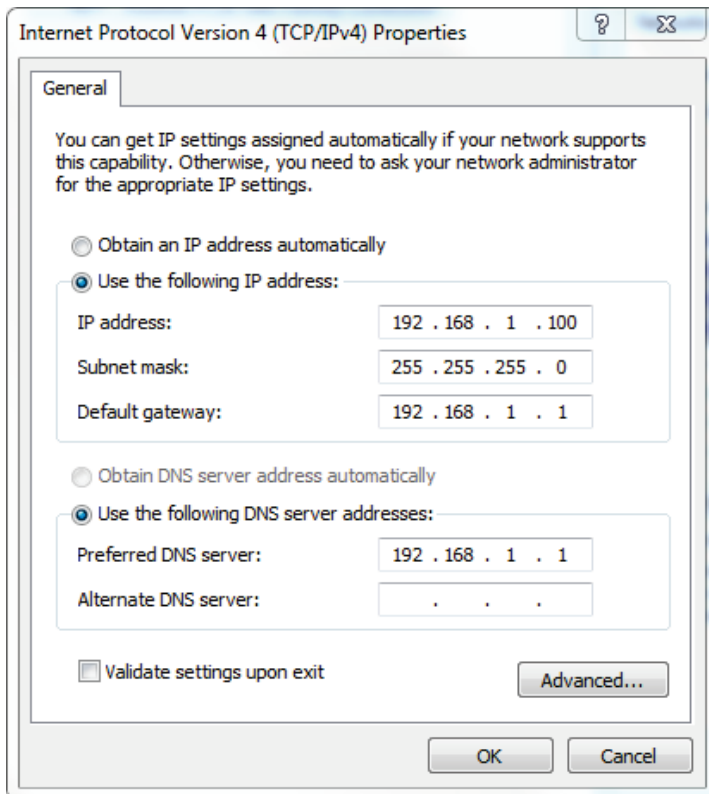 Internet Protocol Version 4 (TCP/IPv4) Properties
General
You can get IP settings assigned automatically if your network supports
this capability. Otherwise, you need to ask your network administrator
for the appropriate IP settings.
Obtain an IP address automatically
Use the following IP address:
IP address: 192 . 168 . 1 . 100
Subnet mask: 255 . 255 . 255 . 0
Default gateway: 192 . 168 . 1 . 1
Obtain DNS server address automatically
Use the following DNS server addresses:
Preferred DNS server: 192 . 168 . 1 . 1
Alternate DNS server: . . .
Validate settings upon exit
Advanced...
OK Cancel